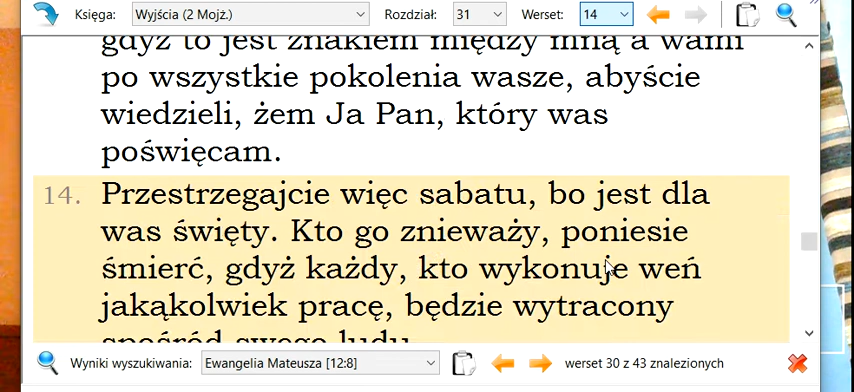 Księga: Wyjścia (2 Mojż.) Rozdział: 31 Werset: 14
gdyż to jest znakiem między mną a wami
po wszystkie pokolenia wasze, abyście
wiedzieli, żem Ja Pan, który was
poświęcam.
14. Przestrzegajcie więc sabatu, bo jest dla
was święty. Kto go znieważy, poniesie
śmierć, gdyż każdy, kto wykonuje weń
jakąkolwiek pracę, będzie wytracony
spośród swego ludu.
Wyniki wyszukiwania: Ewangelia Mateusza [12:8] werset 30 z 43 znalezionych